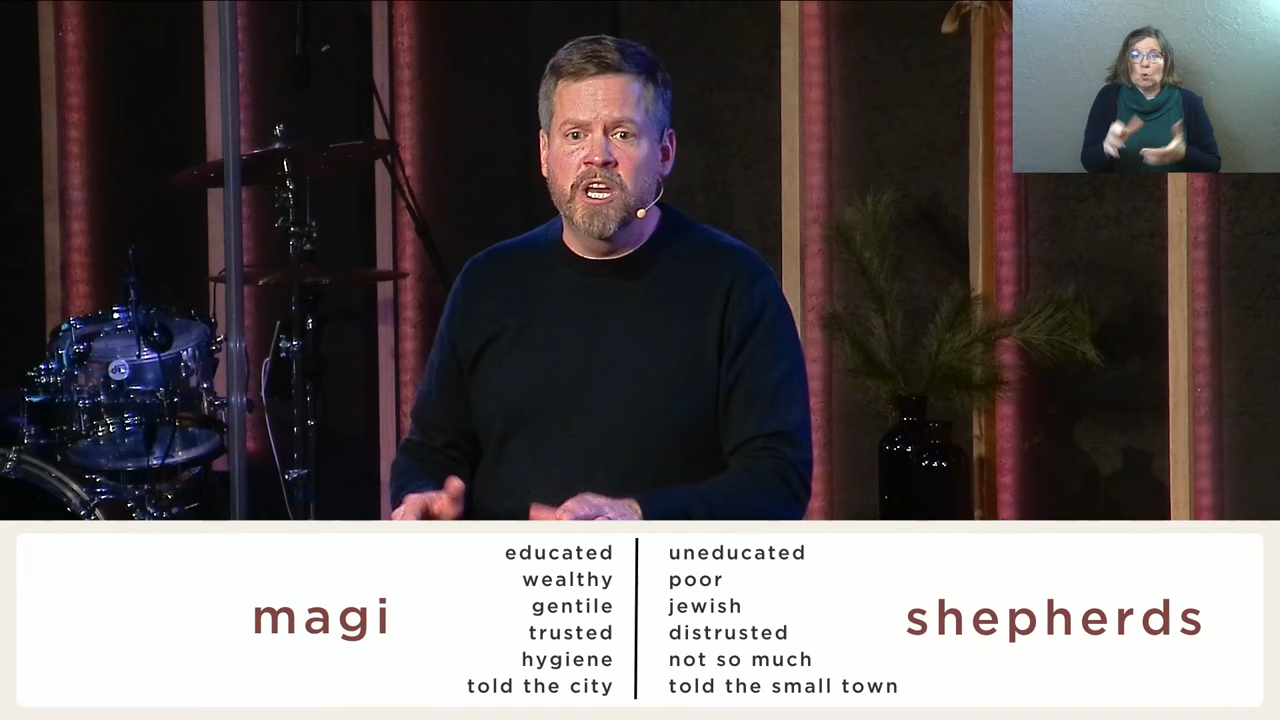 magi
educated
wealthy
gentile
trusted
hygiene
told the city
uneducated
poor
jewish
distrusted
not so much
told the small town
shepherds